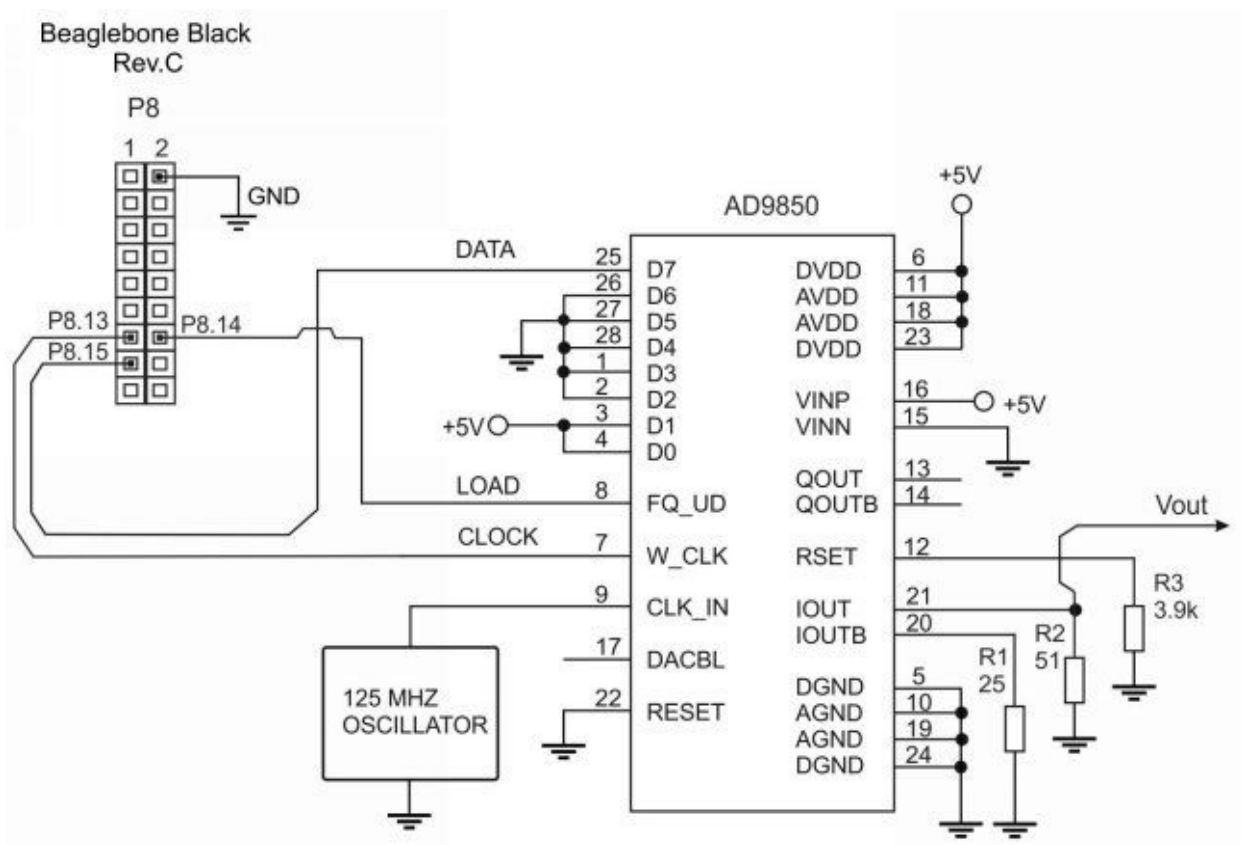 Beaglebone Black
Rev.C
P8
1 2
GND
P8.13
P8.14
P8.15
DATA
LOAD
CLOCK
+5V
125 MHZ
OSCILLATOR
AD9850
25 D7
26 D6
27 D5
28 D4
1 D3
2 D2
3 D1
4 D0
8 FQ_UD
7 W_CLK
9 CLK_IN
17 DACBL
22 RESET
+5V
DVDD 6
AVDD 11
AVDD 18
DVDD 23
VINP 16
+5V
VINN 15
QOUT 13
QOUTB 14
Vout
RSET 12
IOUT 21
IOUTB 20
DGND 5
AGND 10
AGND 19
DGND 24
R3
3.9k
R2
51
R1
25